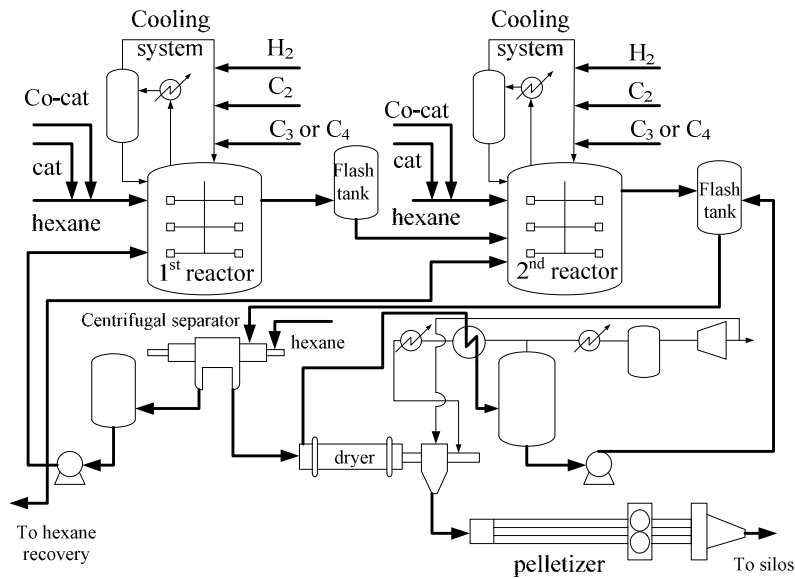 Cooling
system
H₂
C₂
C₃ or C₄
Co-cat
cat
hexane
1st reactor
Flash
tank
Cooling
system
H₂
C₂
C₃ or C₄
Co-cat
cat
hexane
2nd reactor
Flash
tank
Centrifugal separator
hexane
dryer
To hexane
recovery
pelletizer
To silos